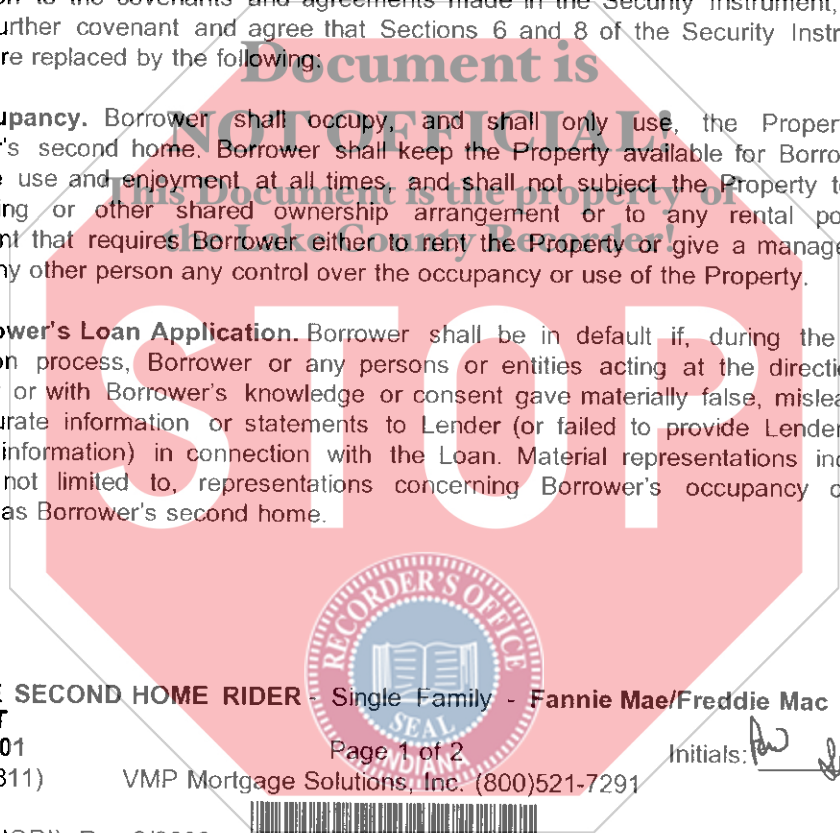 on to the covenants and agreements made in the Security Instrument,
urther covenant and agree that Sections 6 and 8 of the Security Instr
re replaced by the following:
Document is
upancy. Borrower shall occupy, and shall only use, the Propert
NOT OFFICIAL!
's second home. Borrower shall keep the Property available for Borro
e use and enjoyment at all times, and shall not subject the Property to
This Document is the property of
ing or other shared ownership arrangement or to any rental po
nt that requires Borrower either to rent the Property or give a manage
the Lake County Recorder!
ny other person any control over the occupancy or use of the Property.
STOP
ower's Loan Application. Borrower shall be in default if, during the
on process, Borrower or any persons or entities acting at the directi
or with Borrower's knowledge or consent gave materially false, mislea
urate information or statements to Lender (or failed to provide Lender
information) in connection with the Loan. Material representations inc
not limited to, representations concerning Borrower's occupancy o
as Borrower's second home.
RECORDER'S OFFICE
SEAL
INDIANA
E SECOND HOME RIDER - Single Family - Fannie Mae/Freddie Mac
T
01
Page 1 of 2
Initials:
811)
VMP Mortgage Solutions, Inc. (800)521-7291